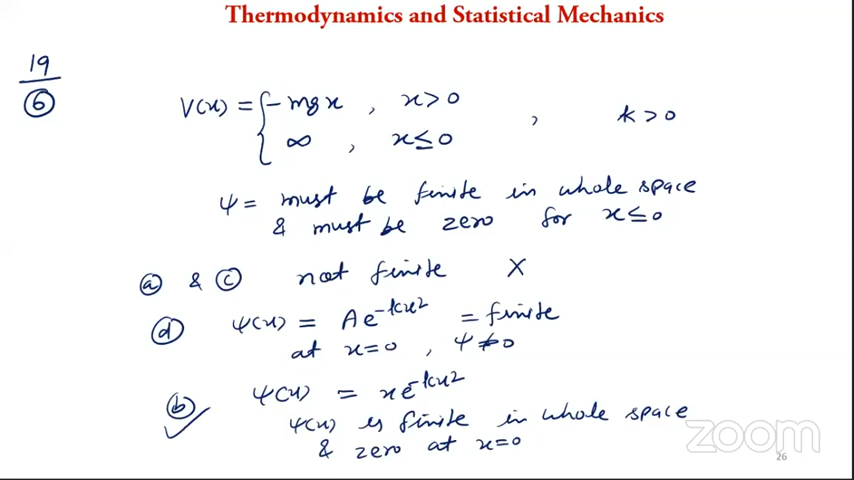 Thermodynamics and Statistical Mechanics
19
6
V(x) = { -mgx , x>0
∞ , x≤0
, k>0
ψ = must be finite in whole space
& must be zero for x≤0
ⓐ & ⓒ not finite X
ⓓ ψ(x) = Ae^{-kx²} = finite
at x=0 , ψ≠0
ⓑ ψ(x) = xe^{-kx²}
ψ(x) is finite in whole space
& zero at x=0
zoom
26